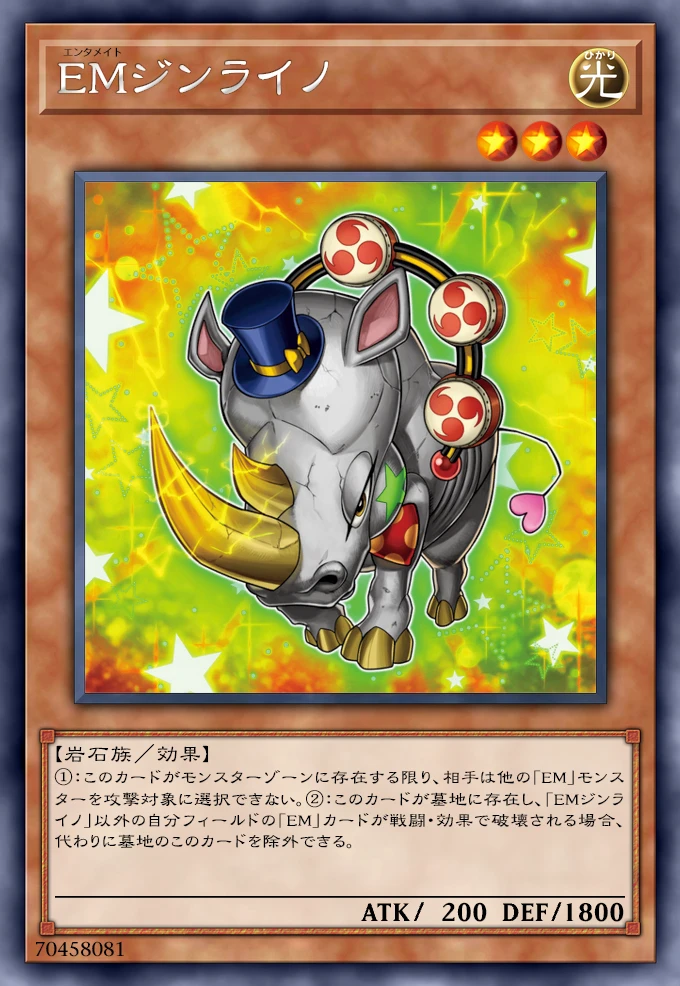 エンタメイト
EMジンライノ
ひかり
光
【岩石族／効果】
①：このカードがモンスターゾーンに存在する限り、相手は他の「EM」モンス
ターを攻撃対象に選択できない。②：このカードが墓地に存在し、「EMジンラ
イノ」以外の自分フィールドの「EM」カードが戦闘・効果で破壊される場合、
代わりに墓地のこのカードを除外できる。
ATK/ 200 DEF/1800
70458081